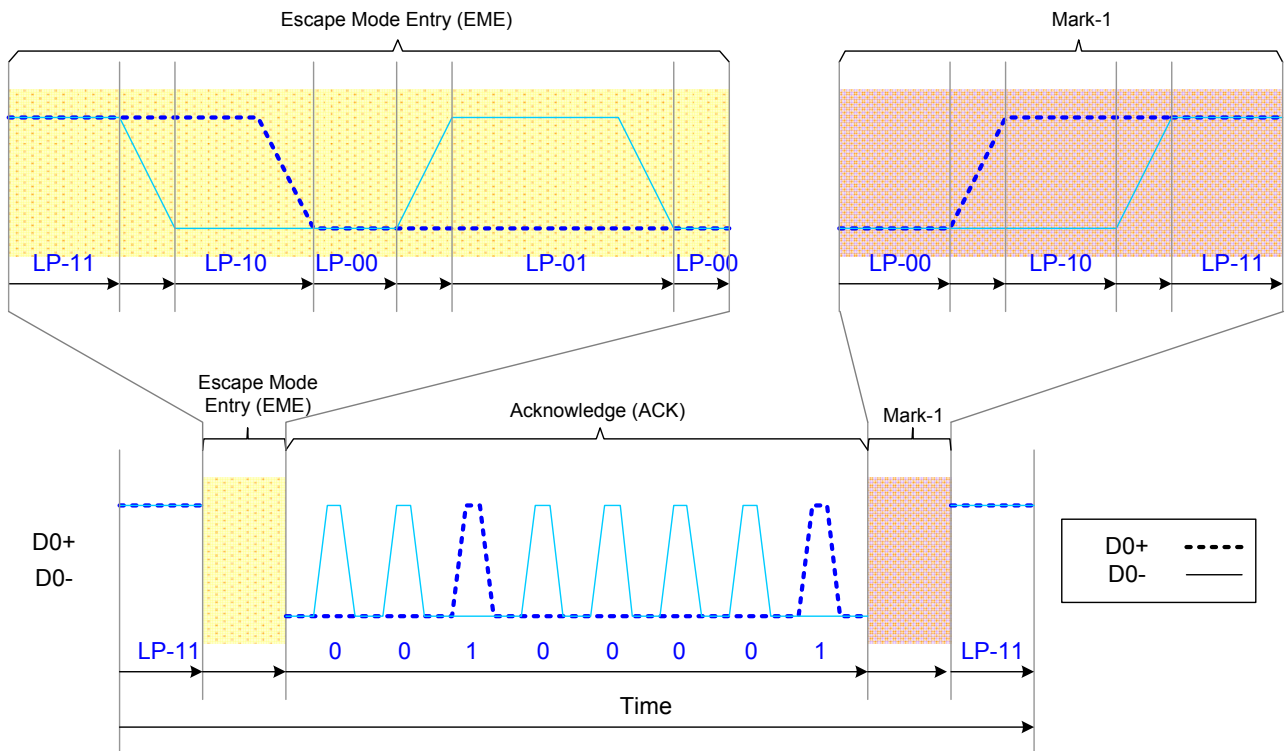 Escape Mode Entry (EME)
Mark-1
LP-11 LP-10 LP-00 LP-01 LP-00
LP-00 LP-10 LP-11
Escape Mode
Entry (EME)
Acknowledge (ACK)
Mark-1
D0+
D0-
LP-11 0 0 1 0 0 0 0 1 LP-11
Time
D0+
D0-